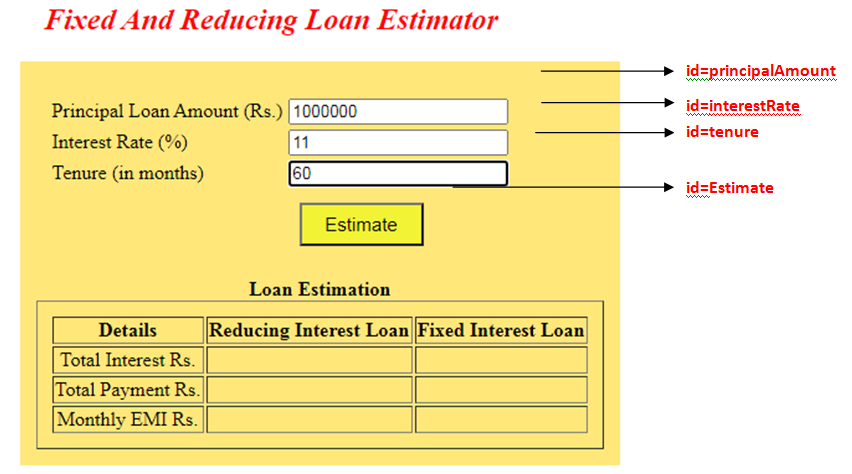 Fixed And Reducing Loan Estimator
id=principalAmount
Principal Loan Amount (Rs.) 1000000
id=interestRate
Interest Rate (%) 11
id=tenure
Tenure (in months) 60
id=Estimate
Estimate
Loan Estimation
Details Reducing Interest Loan Fixed Interest Loan
Total Interest Rs.
Total Payment Rs.
Monthly EMI Rs.